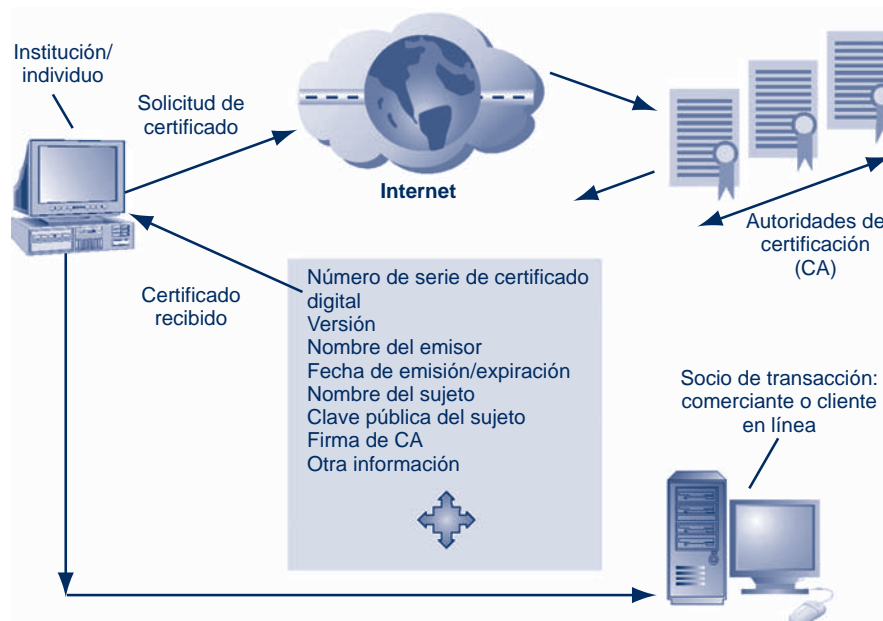 Institución/
individuo
Solicitud de
certificado
Internet
Autoridades de
certificación
(CA)
Certificado
recibido
Número de serie de certificado
digital
Versión
Nombre del emisor
Fecha de emisión/expiración
Nombre del sujeto
Clave pública del sujeto
Firma de CA
Otra información
Socio de transacción:
comerciante o cliente
en línea